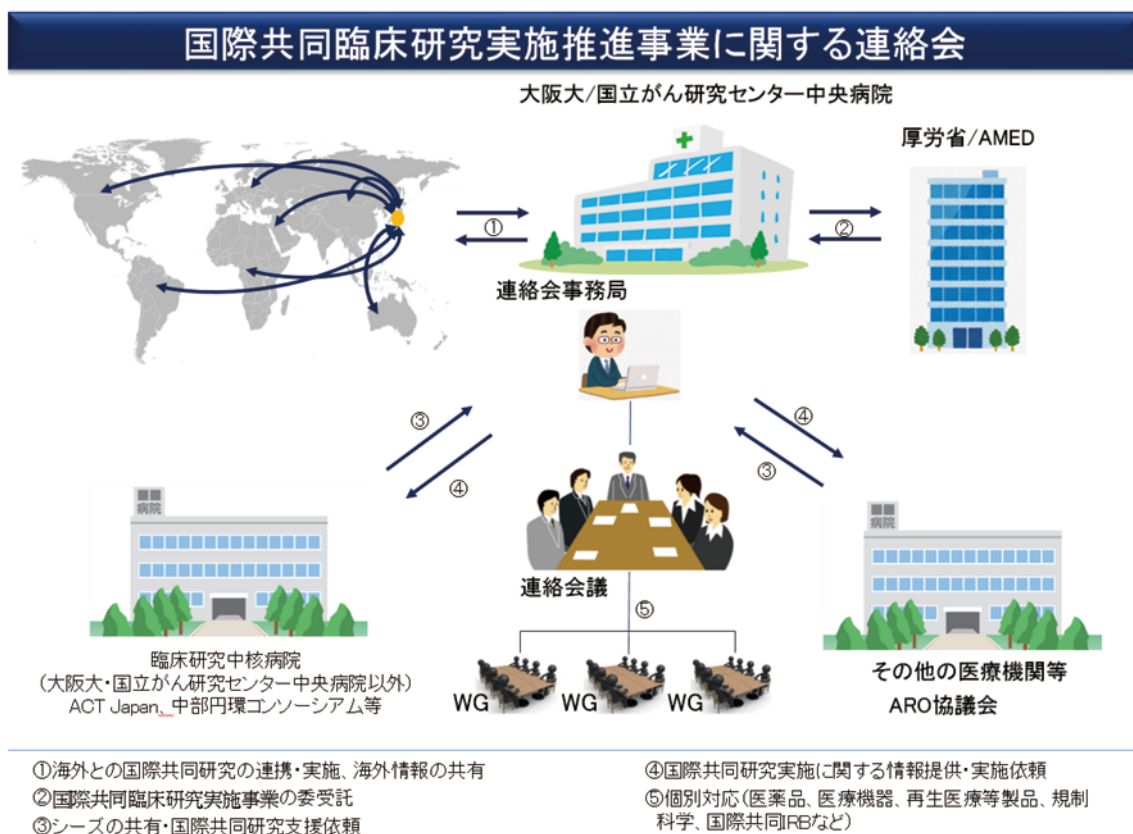 国際共同臨床研究実施推進事業に関する連絡会
大阪大/国立がん研究センター中央病院
厚労省/AMED
①
②
連絡会事務局
③
④
④
③
病院
病院
連絡会議
⑤
臨床研究中核病院
(大阪大・国立がん研究センター中央病院以外)
ACT Japan、中部円環コンソーシアム等
WG
WG
WG
その他の医療機関等
ARO協議会
①海外との国際共同研究の連携・実施、海外情報の共有
②国際共同臨床研究実施事業の委受託
③シーズの共有・国際共同研究支援依頼
④国際共同研究実施に関する情報提供・実施依頼
⑤個別対応(医薬品、医療機器、再生医療等製品、規制
科学、国際共同IRBなど)